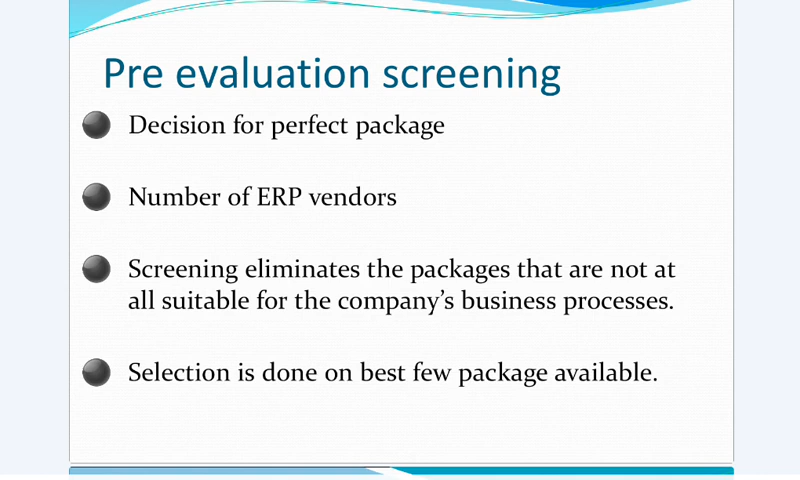 Pre evaluation screening
Decision for perfect package
Number of ERP vendors
Screening eliminates the packages that are not at
all suitable for the company’s business processes.
Selection is done on best few package available.